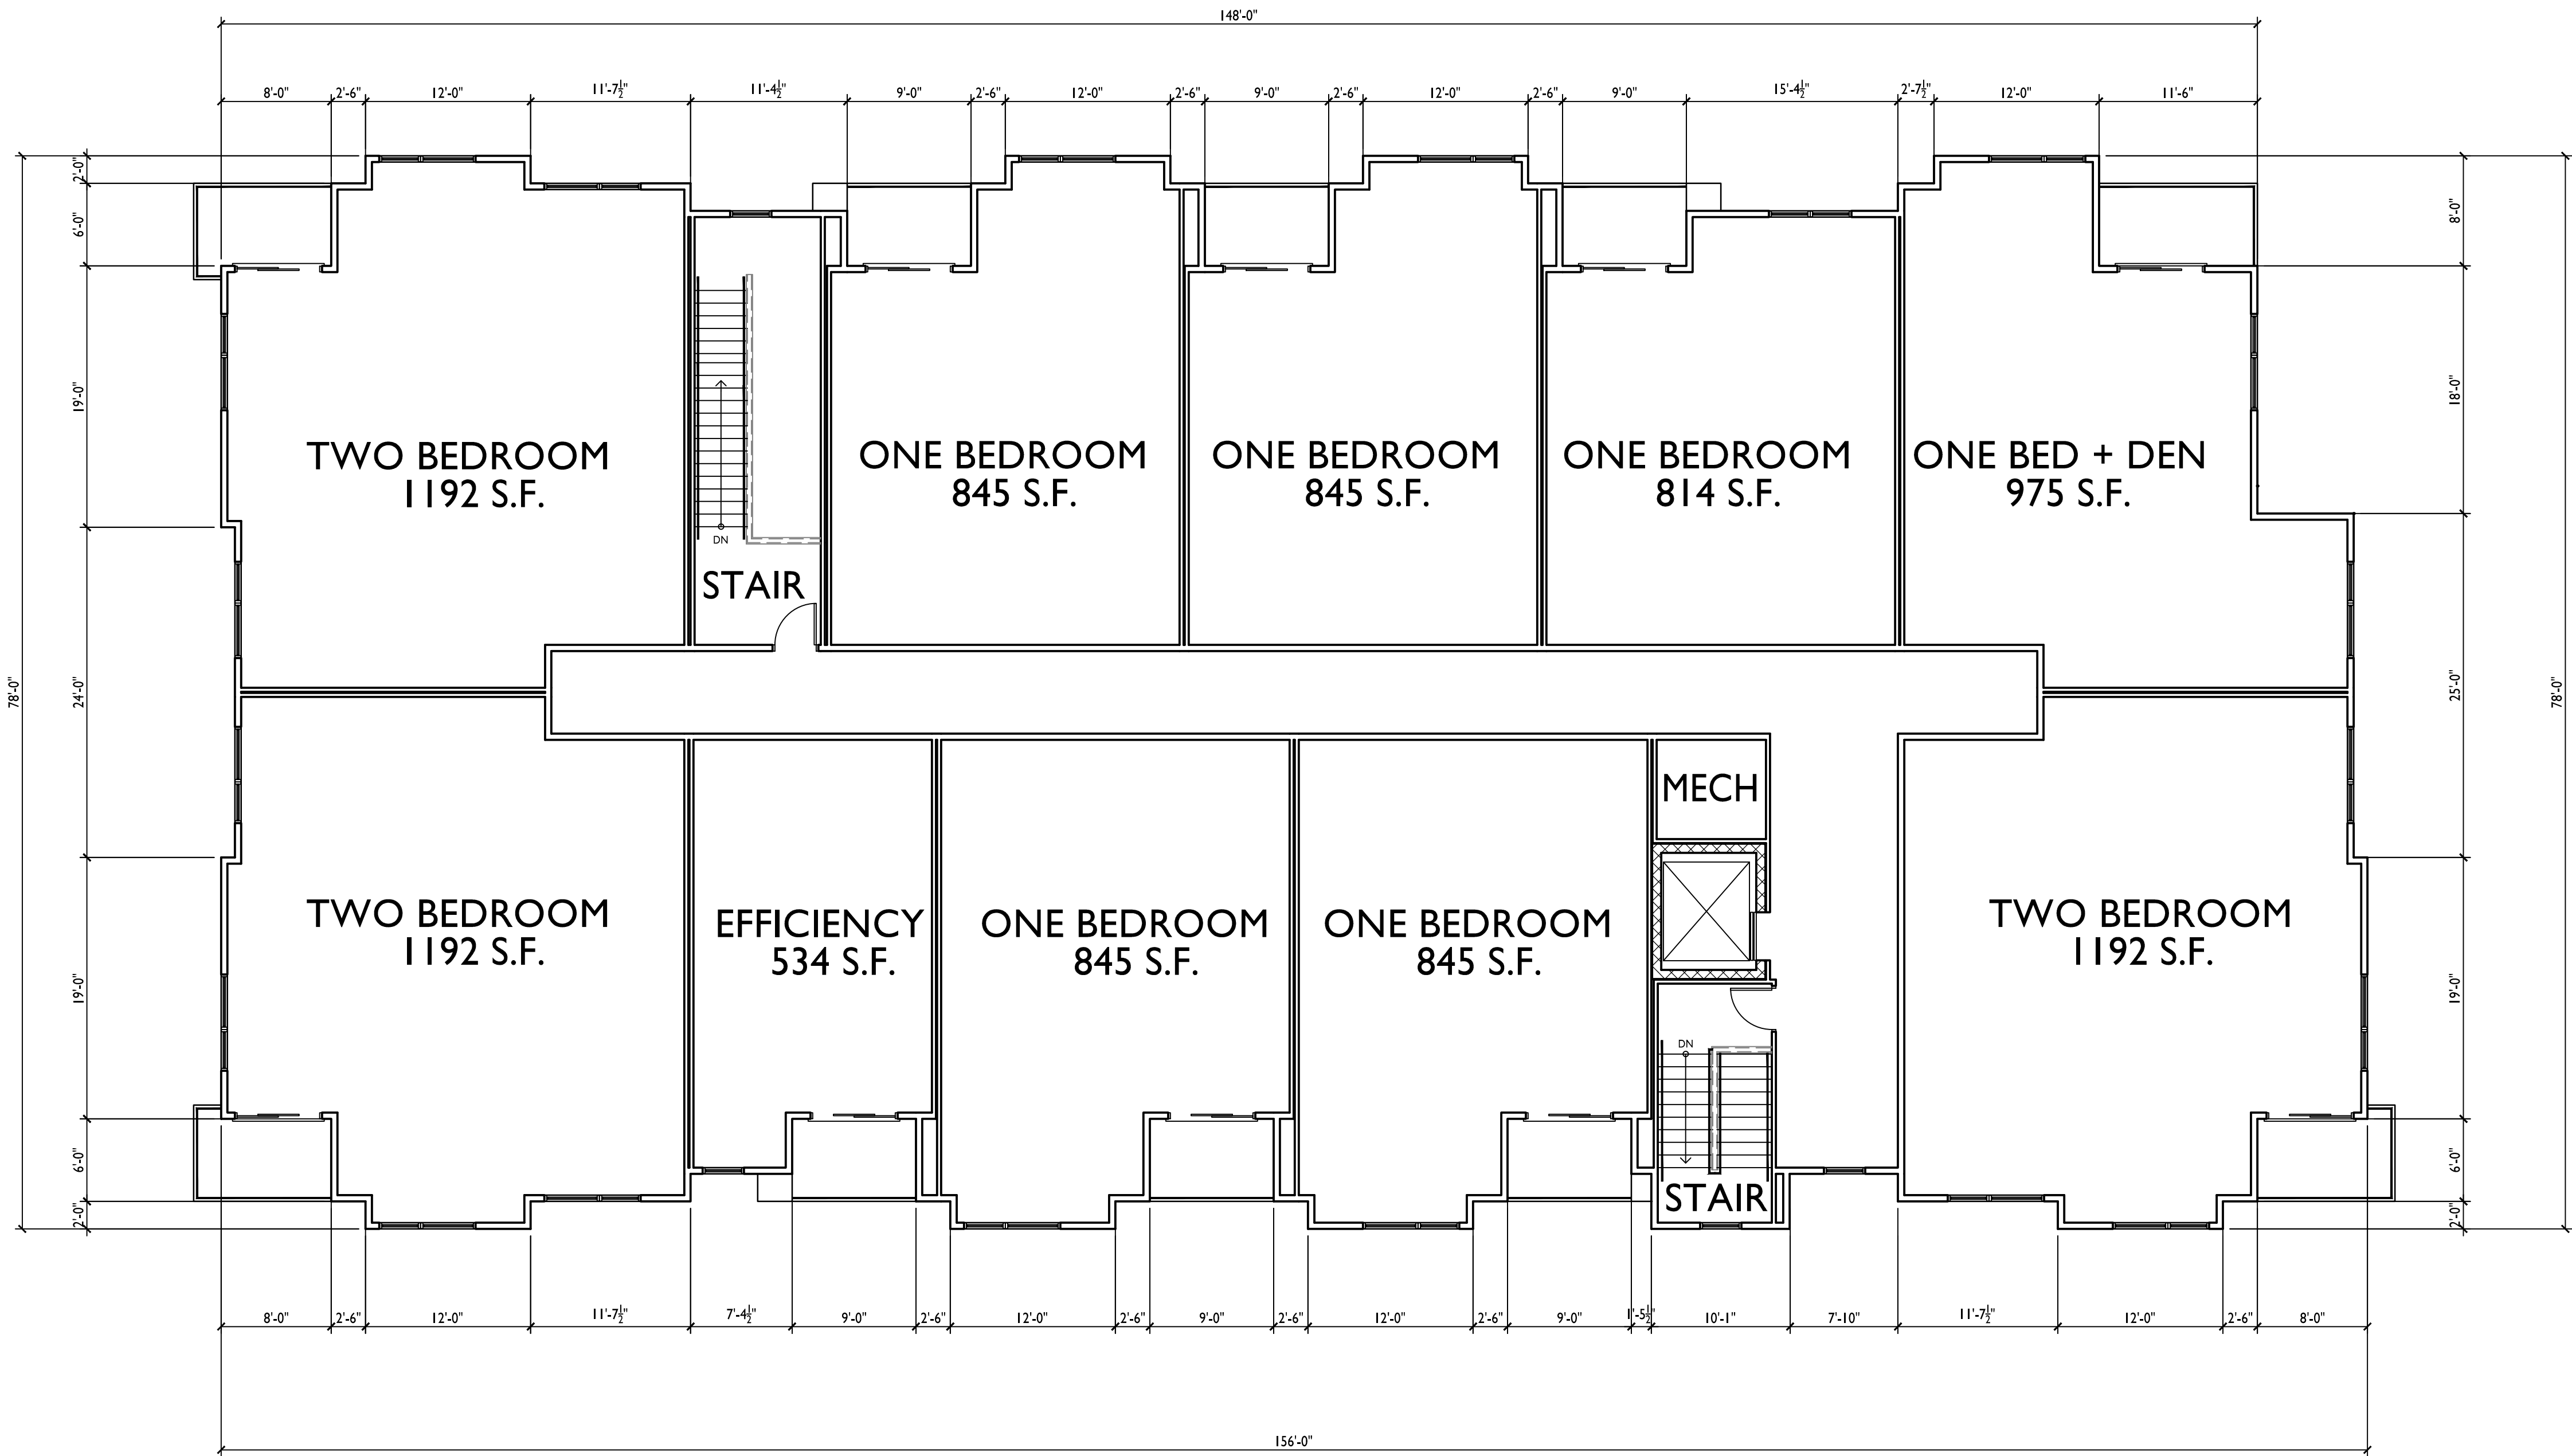 148'-0"
8'-0" 2'-6" 12'-0" 11'-7½" 11'-4½" 9'-0" 2'-6" 12'-0" 2'-6" 9'-0" 2'-6" 12'-0" 2'-6" 9'-0" 15'-4½" 2'-7½" 12'-0" 11'-6"
2'-0"
6'-0"
19'-0"
24'-0"
19'-0"
6'-0"
2'-0"
78'-0"
8'-0"
18'-0"
25'-0"
19'-0"
6'-0"
2'-0"
78'-0"
TWO BEDROOM
1192 S.F.
DN
STAIR
ONE BEDROOM
845 S.F.
ONE BEDROOM
845 S.F.
ONE BEDROOM
814 S.F.
ONE BED + DEN
975 S.F.
TWO BEDROOM
1192 S.F.
EFFICIENCY
534 S.F.
ONE BEDROOM
845 S.F.
ONE BEDROOM
845 S.F.
MECH
DN
STAIR
TWO BEDROOM
1192 S.F.
8'-0" 2'-6" 12'-0" 11'-7½" 7'-4½" 9'-0" 2'-6" 12'-0" 2'-6" 9'-0" 2'-6" 12'-0" 2'-6" 9'-0" 1'-5½" 10'-1" 7'-10" 11'-7½" 12'-0" 2'-6" 8'-0"
156'-0"